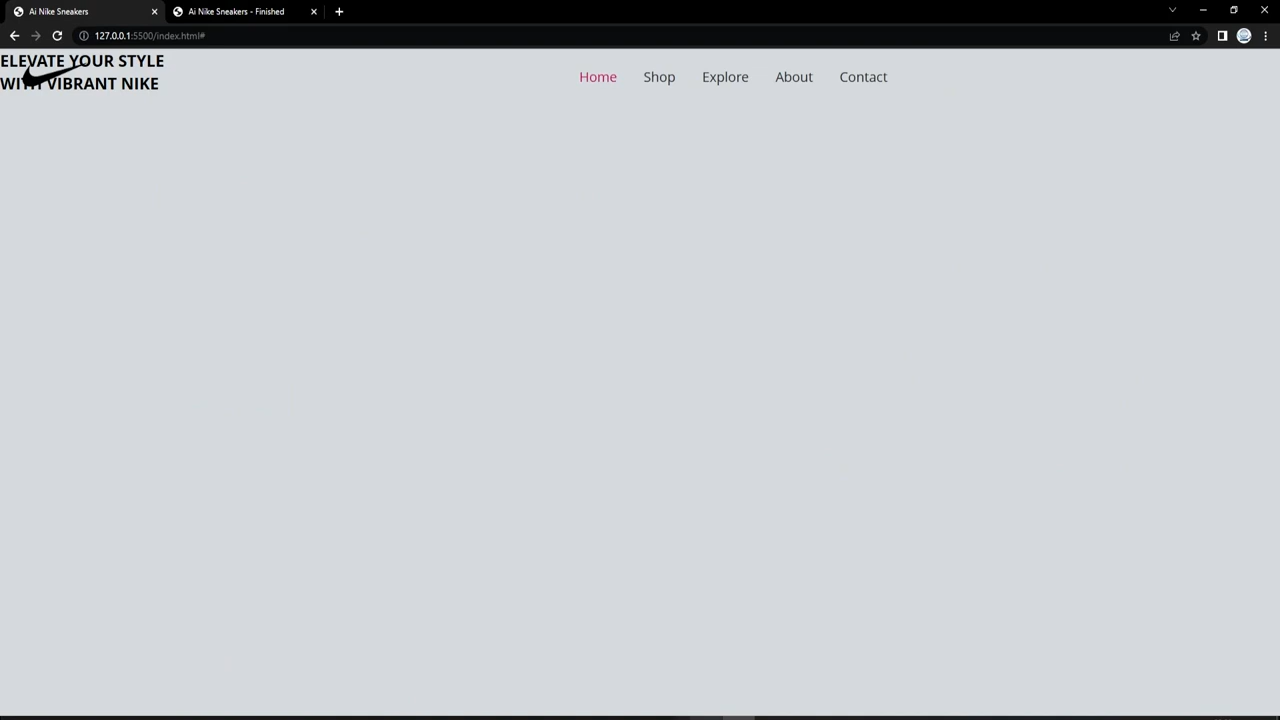 Ai Nike Sneakers
Ai Nike Sneakers - Finished
127.0.0.1:5500/index.html#
ELEVATE YOUR STYLE
WITH VIBRANT NIKE
Home Shop Explore About Contact